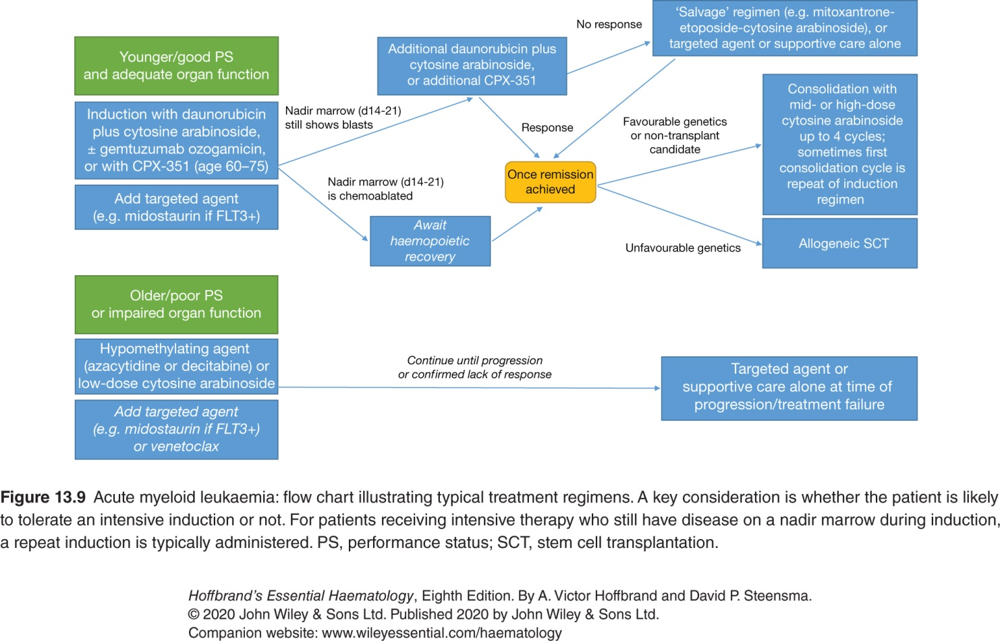 Younger/good PS
and adequate organ function
Induction with daunorubicin
plus cytosine arabinoside,
± gemtuzumab ozogamicin,
or with CPX-351 (age 60–75)
Add targeted agent
(e.g. midostaurin if FLT3+)
Nadir marrow (d14-21)
still shows blasts
Nadir marrow (d14-21)
is chemoablated
Additional daunorubicin plus
cytosine arabinoside,
or additional CPX-351
Await
haemopoietic
recovery
No response
Response
‘Salvage’ regimen (e.g. mitoxantrone-
etoposide-cytosine arabinoside), or
targeted agent or supportive care alone
Once remission
achieved
Favourable genetics
or non-transplant
candidate
Unfavourable genetics
Consolidation with
mid- or high-dose
cytosine arabinoside
up to 4 cycles;
sometimes first
consolidation cycle is
repeat of induction
regimen
Allogeneic SCT
Older/poor PS
or impaired organ function
Hypomethylating agent
(azacytidine or decitabine) or
low-dose cytosine arabinoside
Add targeted agent
(e.g. midostaurin if FLT3+)
or venetoclax
Continue until progression
or confirmed lack of response
Targeted agent or
supportive care alone at time of
progression/treatment failure
Figure 13.9 Acute myeloid leukaemia: flow chart illustrating typical treatment regimens. A key consideration is whether the patient is likely
to tolerate an intensive induction or not. For patients receiving intensive therapy who still have disease on a nadir marrow during induction,
a repeat induction is typically administered. PS, performance status; SCT, stem cell transplantation.
Hoffbrand’s Essential Haematology, Eighth Edition. By A. Victor Hoffbrand and David P. Steensma.
© 2020 John Wiley & Sons Ltd. Published 2020 by John Wiley & Sons Ltd.
Companion website: www.wileyessential.com/haematology